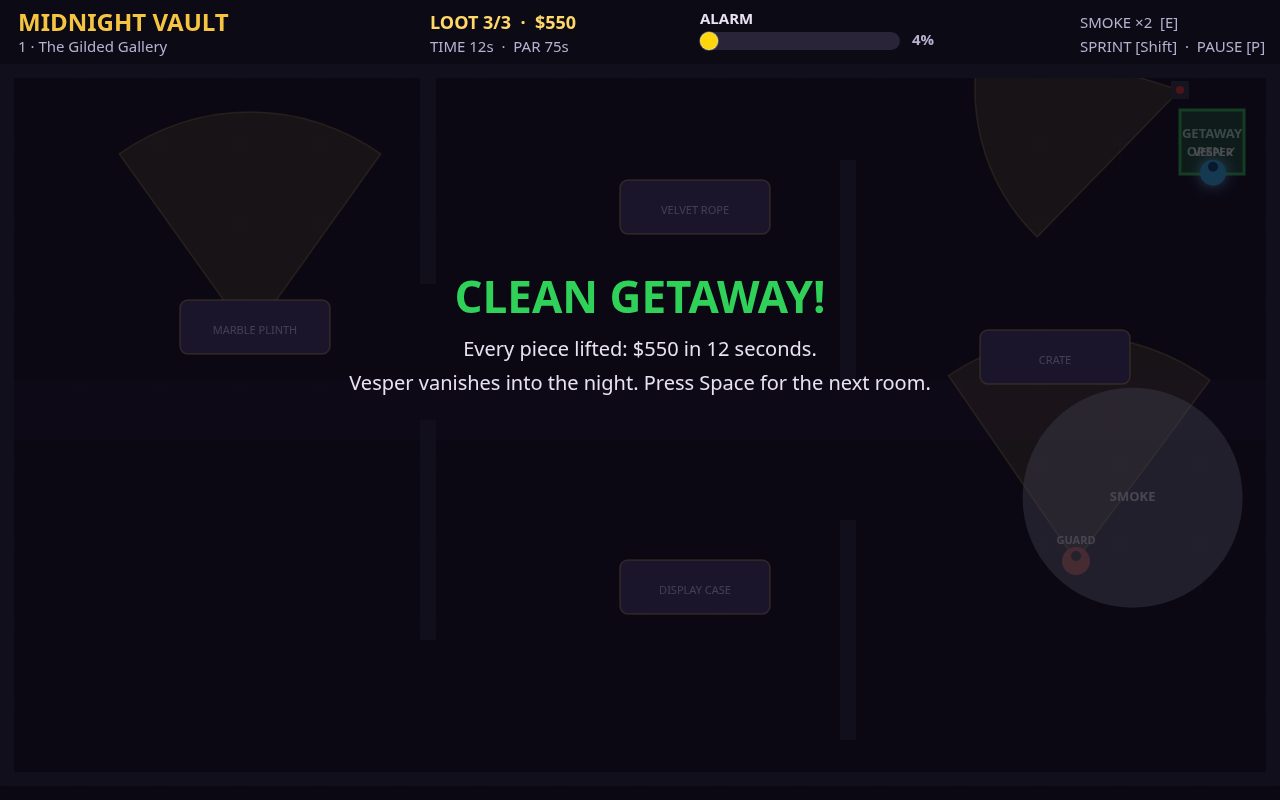 MIDNIGHT VAULT
1 · The Gilded Gallery
LOOT 3/3 · $550
TIME 12s · PAR 75s
ALARM
4%
SMOKE ×2 [E]
SPRINT [Shift] · PAUSE [P]
GETAWAY
VESPER
VELVET ROPE
MARBLE PLINTH
CLEAN GETAWAY!
Every piece lifted: $550 in 12 seconds.
Vesper vanishes into the night. Press Space for the next room.
CRATE
SMOKE
GUARD
DISPLAY CASE